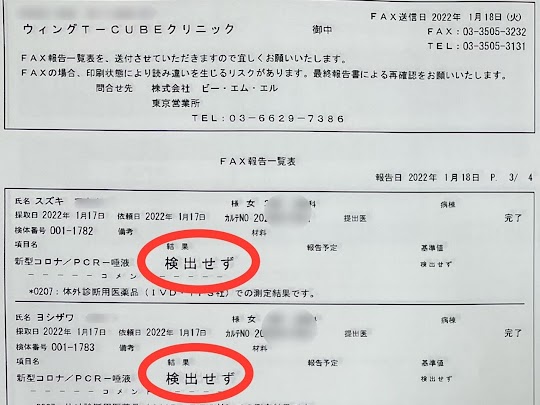 FAX送信日 2022年 1月18日(火)
ウィングT-CUBEクリニック 御中 FAX:03-3505-3232
TEL:03-3505-3131
FAX報告一覧表を、送付させていただきますので宜しくお願いいたします。
FAXの場合、印刷状態により読み違いを生じるリスクがあります。最終報告書による再確認をお願いいたします。
問合せ先 株式会社 ビー・エム・エル
東京営業所
TEL:03-6629-7386
FAX報告一覧表
報告日 2022年 1月18日 P. 3/ 4
氏名 スズキ 様 女 科 病棟
採取日 2022年 1月17日 依頼日 2022年 1月17日 カルテNO 20 提出医 完了
検体番号 001-1782 備考 材料
項目名 結果 報告予定 基準値
新型コロナ/PCR-唾液 検出せず 検出せず
コメント
*0207:体外診断用医薬品(IVD・社)での測定結果です。
氏名 ヨシザワ 様 女 病棟
採取日 2022年 1月17日 依頼日 2022年 1月17日 カルテNO 提出医 完了
検体番号 001-1783 備考 材料
項目名 結果 報告予定 基準値
新型コロナ/PCR-唾液 検出せず 検出せず